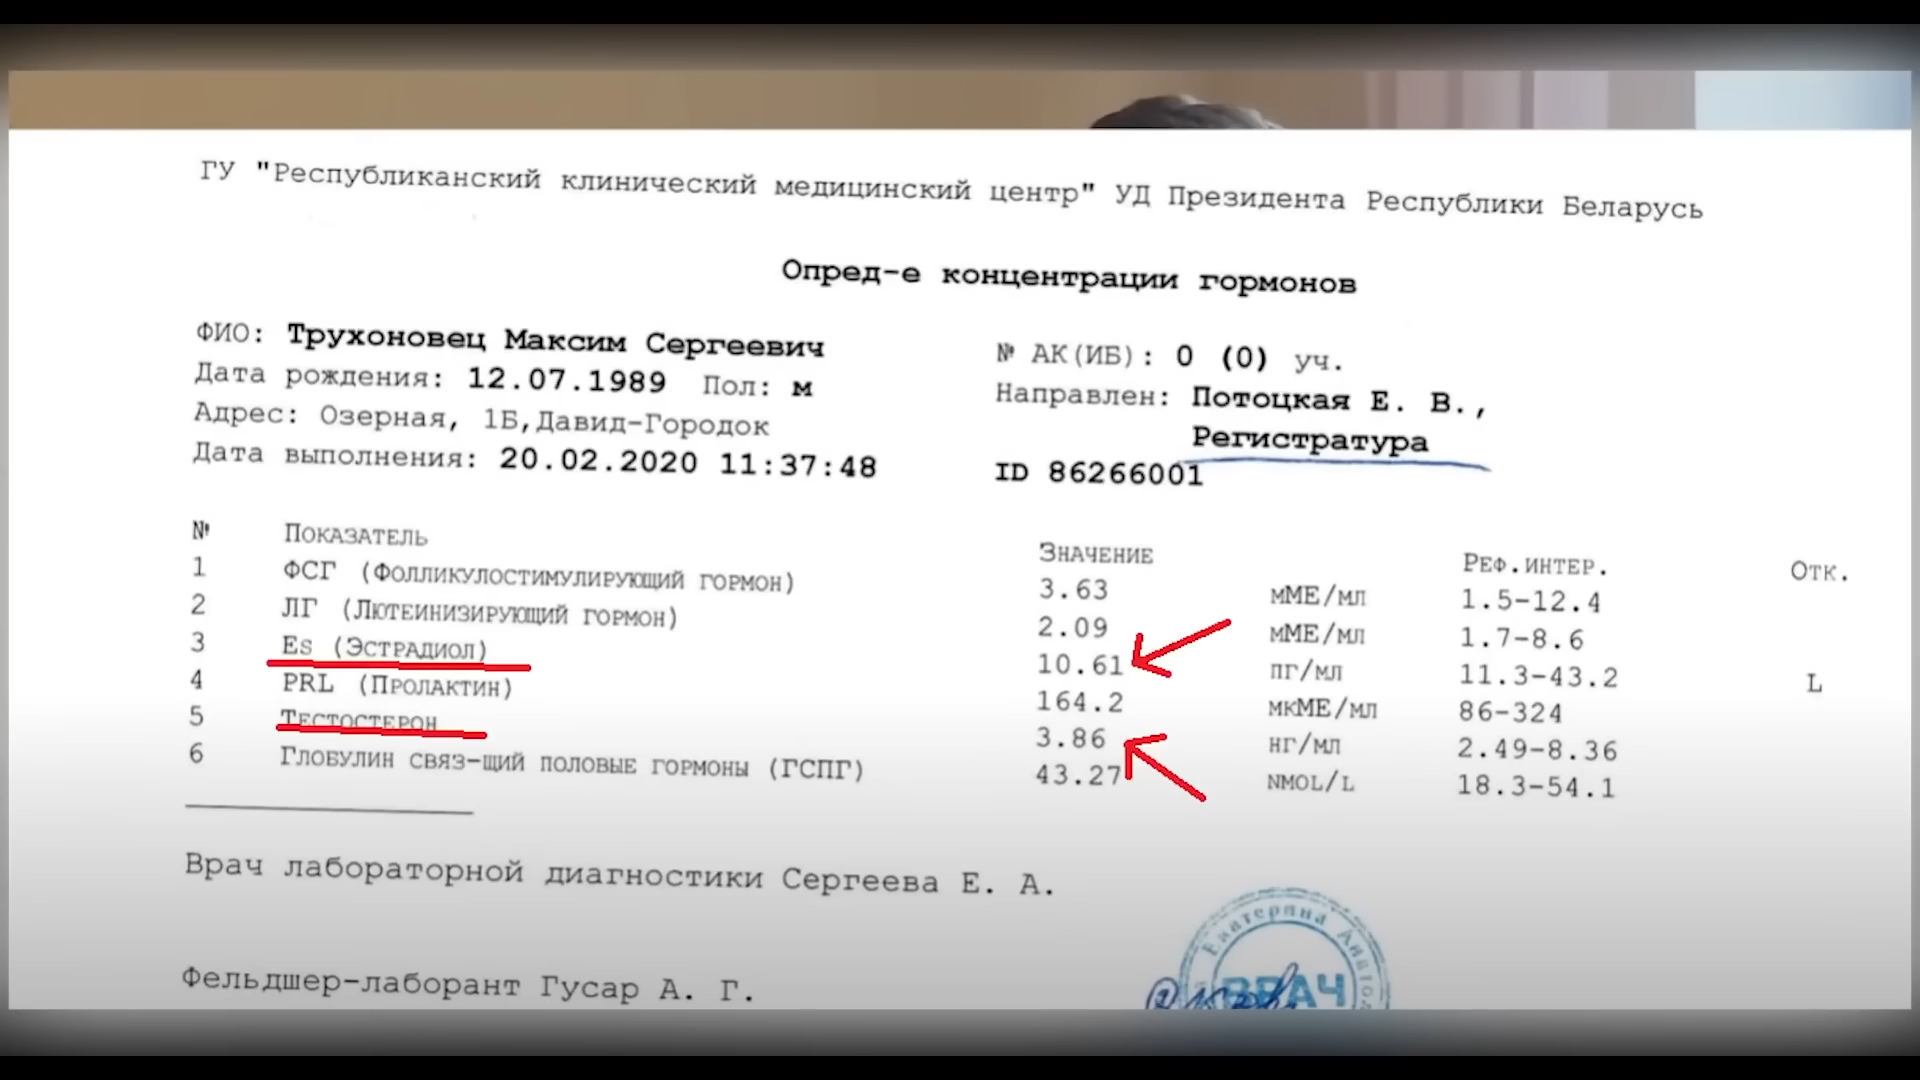 ГУ "Республиканский клинический медицинский центр" УД Президента Республики Беларусь
Опред-е концентрации гормонов
ФИО: Трухоновец Максим Сергеевич
№ АК(ИБ): 0 (0) уч.
Дата рождения: 12.07.1989 Пол: м
Направлен: Потоцкая Е. В.,
Адрес: Озерная, 1Б,Давид-Городок
Регистратура
Дата выполнения: 20.02.2020 11:37:48
ID 86266001
№ Показатель Значение Реф.интер. Отк.
1 ФСГ (Фолликулостимулирующий гормон) 3.63 мМЕ/мл 1.5-12.4
2 ЛГ (Лютеинизирующий гормон) 2.09 мМЕ/мл 1.7-8.6
3 Es (Эстрадиол) 10.61 пг/мл 11.3-43.2 L
4 PRL (Пролактин) 164.2 мкМЕ/мл 86-324
5 Тестостерон 3.86 нг/мл 2.49-8.36
6 Глобулин связ-щий половые гормоны (ГСПГ) 43.27 nmol/l 18.3-54.1
Врач лабораторной диагностики Сергеева Е. А.
Фельдшер-лаборант Гусар А. Г.
Екатерина
ВРАЧ